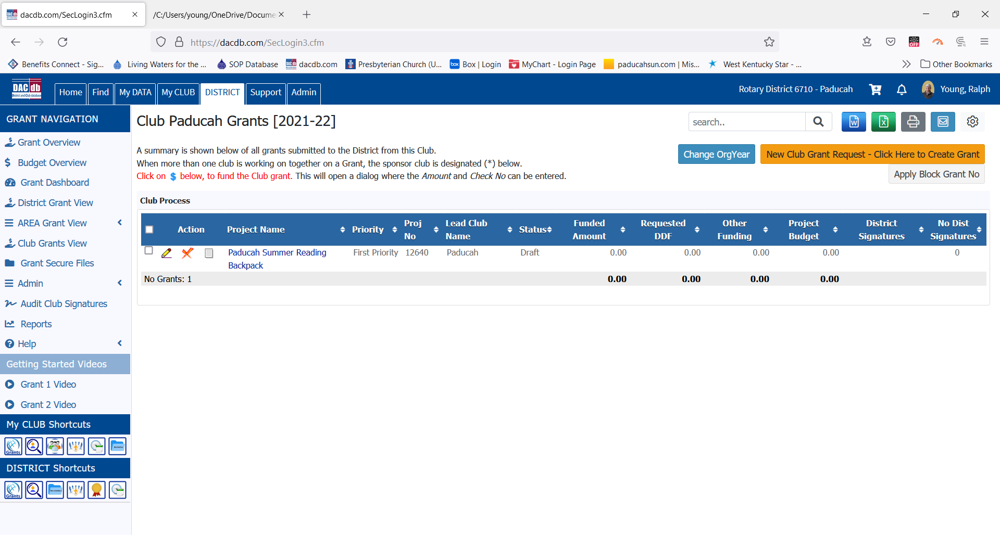 dacdb.com/SecLogin3.cfm
/C:/Users/young/OneDrive/Docume
https://dacdb.com/SecLogin3.cfm
OFF
Benefits Connect - Sig...
Living Waters for the ...
SOP Database
dacdb.com
Presbyterian Church (U...
box
Box | Login
MyChart - Login Page
paducahsun.com | Mis...
West Kentucky Star - ...
Other Bookmarks
DACdb
District and Club database
Home
Find
My DATA
My CLUB
DISTRICT
Support
Admin
Rotary District 6710 - Paducah
Young, Ralph
GRANT NAVIGATION
Grant Overview
Budget Overview
Grant Dashboard
District Grant View
AREA Grant View
Club Grants View
Grant Secure Files
Admin
Audit Club Signatures
Reports
Help
Getting Started Videos
Grant 1 Video
Grant 2 Video
My CLUB Shortcuts
Grants
DISTRICT Shortcuts
Grants
Club Paducah Grants [2021-22]
search..
A summary is shown below of all grants submitted to the District from this Club.
When more than one club is working on together on a Grant, the sponsor club is designated (*) below.
Click on $ below, to fund the Club grant. This will open a dialog where the Amount and Check No can be entered.
Change OrgYear
New Club Grant Request - Click Here to Create Grant
Apply Block Grant No
Club Process
Action
Project Name
Priority
Proj
No
Lead Club
Name
Status
Funded
Amount
Requested
DDF
Other
Funding
Project
Budget
District
Signatures
No Dist
Signatures
Paducah Summer Reading
Backpack
First Priority
12640
Paducah
Draft
0.00
0.00
0.00
0.00
0
No Grants: 1
0.00
0.00
0.00
0.00